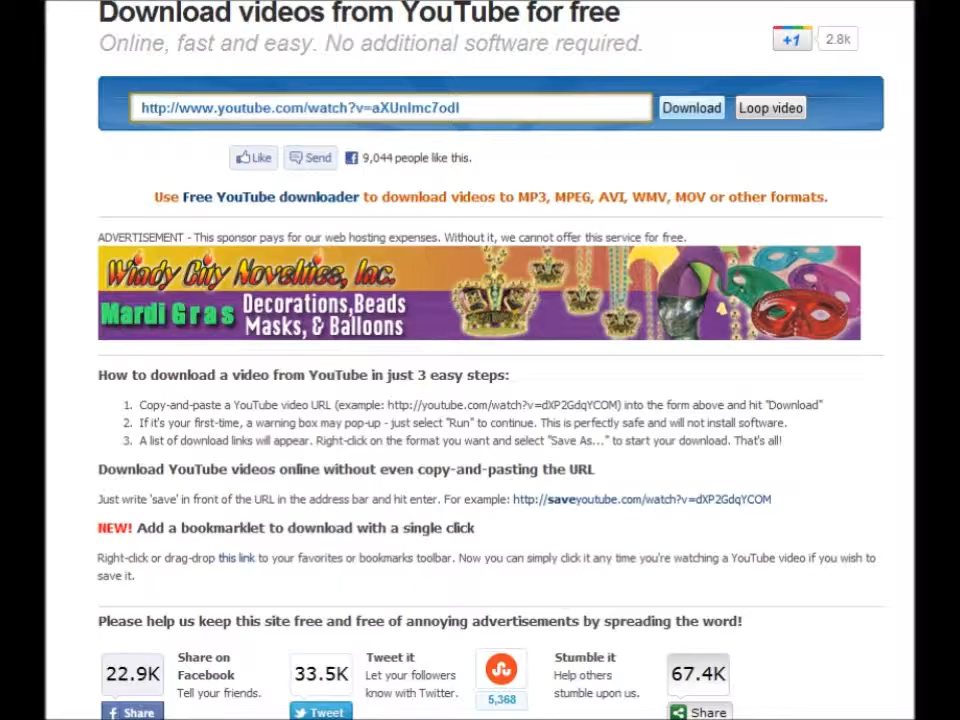 Download videos from YouTube for free
Online, fast and easy. No additional software required.
+1 2.8k
http://www.youtube.com/watch?v=aXUnImc7odI Download Loop video
Like Send 9,044 people like this.
Use Free YouTube downloader to download videos to MP3, MPEG, AVI, WMV, MOV or other formats.
ADVERTISEMENT - This sponsor pays for our web hosting expenses. Without it, we cannot offer this service for free.
Windy City Novelties, Inc.
Mardi Gras Decorations,Beads
Masks, & Balloons
How to download a video from YouTube in just 3 easy steps:
1. Copy-and-paste a YouTube video URL (example: http://youtube.com/watch?v=dXP2GdqYCOM) into the form above and hit "Download"
2. If it's your first-time, a warning box may pop-up - just select "Run" to continue. This is perfectly safe and will not install software.
3. A list of download links will appear. Right-click on the format you want and select "Save As..." to start your download. That's all!
Download YouTube videos online without even copy-and-pasting the URL
Just write 'save' in front of the URL in the address bar and hit enter. For example: http://saveyoutube.com/watch?v=dXP2GdqYCOM
NEW! Add a bookmarklet to download with a single click
Right-click or drag-drop this link to your favorites or bookmarks toolbar. Now you can simply click it any time you're watching a YouTube video if you wish to
save it.
Please help us keep this site free and free of annoying advertisements by spreading the word!
22.9K
Share on
Facebook
Tell your friends.
Share
33.5K
Tweet it
Let your followers
know with Twitter.
Tweet
5,368
Stumble it
Help others
stumble upon us.
67.4K
Share